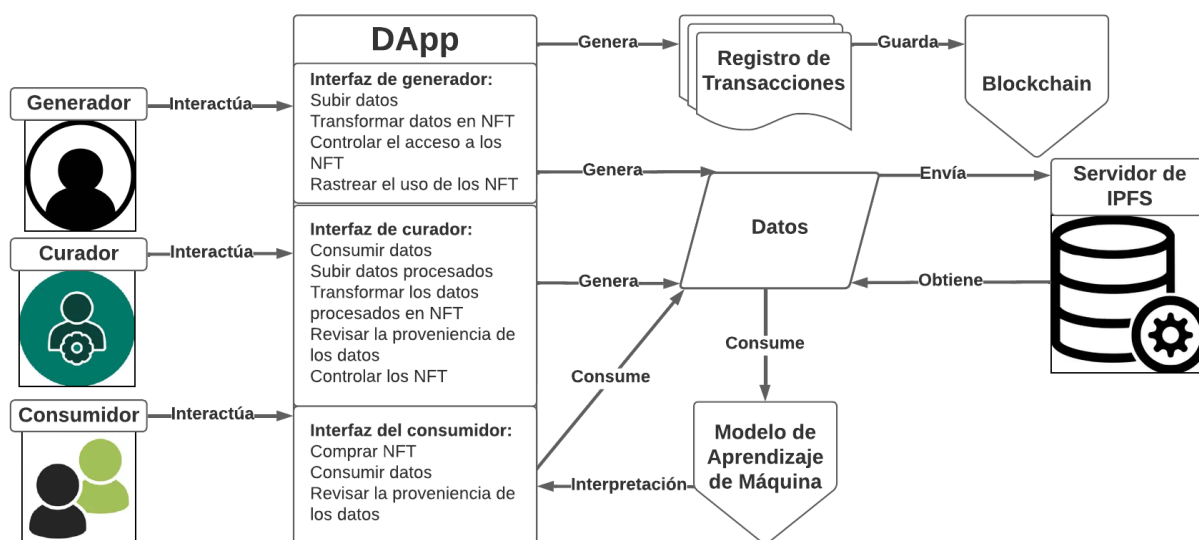 DApp
Genera
Registro de
Transacciones
Guarda
Blockchain
Generador
Interactúa
Interfaz de generador:
Subir datos
Transformar datos en NFT
Controlar el acceso a los
NFT
Rastrear el uso de los NFT
Genera
Datos
Envía
Servidor de
IPFS
Curador
Interactúa
Interfaz de curador:
Consumir datos
Subir datos procesados
Transformar los datos
procesados en NFT
Revisar la proveniencia de
los datos
Controlar los NFT
Genera
Obtiene
Consume
Consume
Consumidor
Interactúa
Interfaz del consumidor:
Comprar NFT
Consumir datos
Revisar la proveniencia de
los datos
Interpretación
Modelo de
Aprendizaje
de Máquina